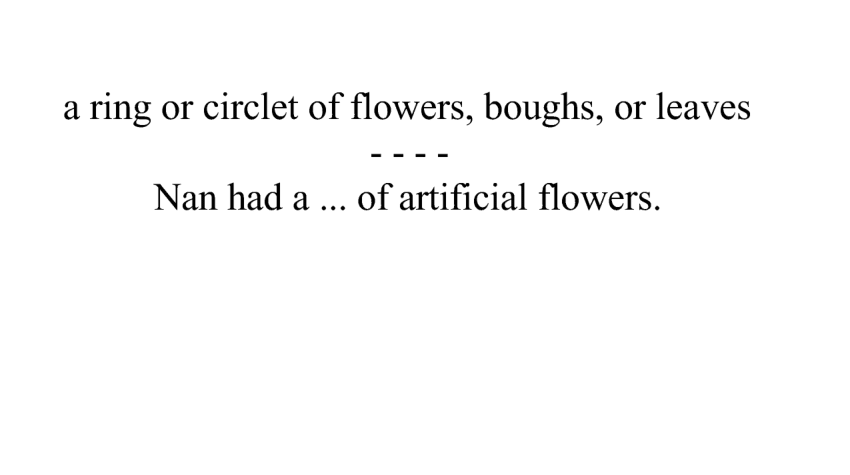 a ring or circlet of flowers, boughs, or leaves
- - - -
Nan had a ... of artificial flowers.